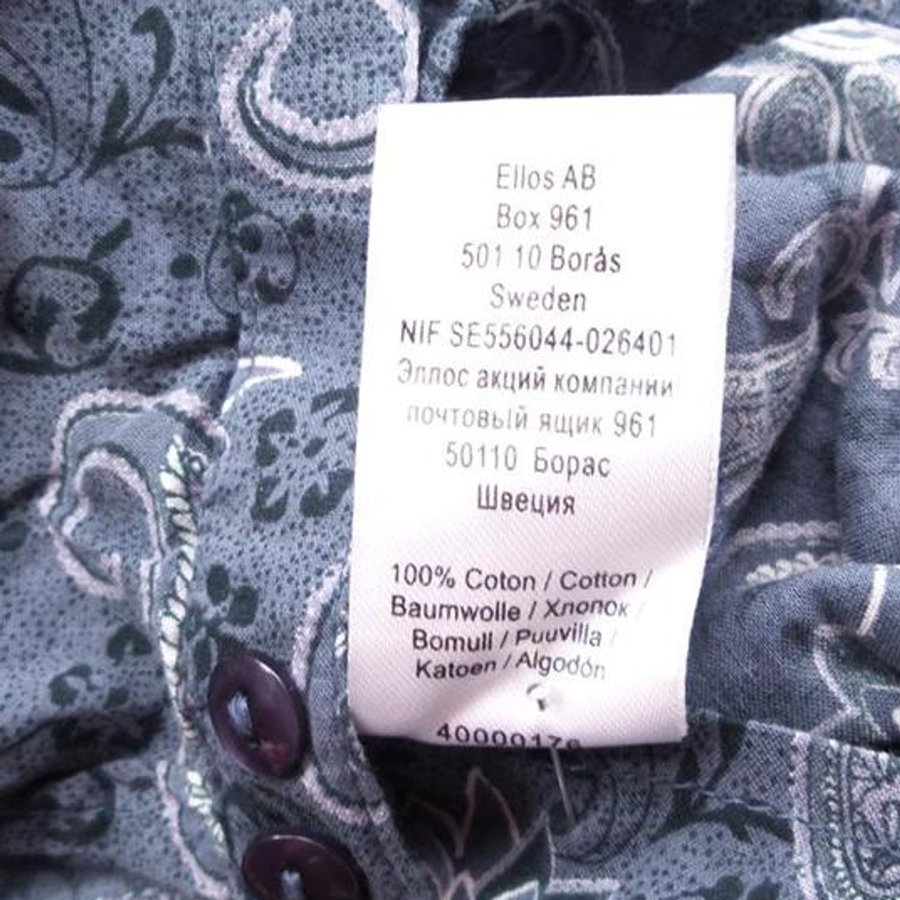 Ellos AB
Box 961
501 10 Borås
Sweden
NIF SE556044-026401
Эллос акций компании
почтовый ящик 961
50110 Борас
Швеция
100% Coton / Cotton /
Baumwolle / Хлопок /
Bomull / Puuvilla /
Katoen / Algodón